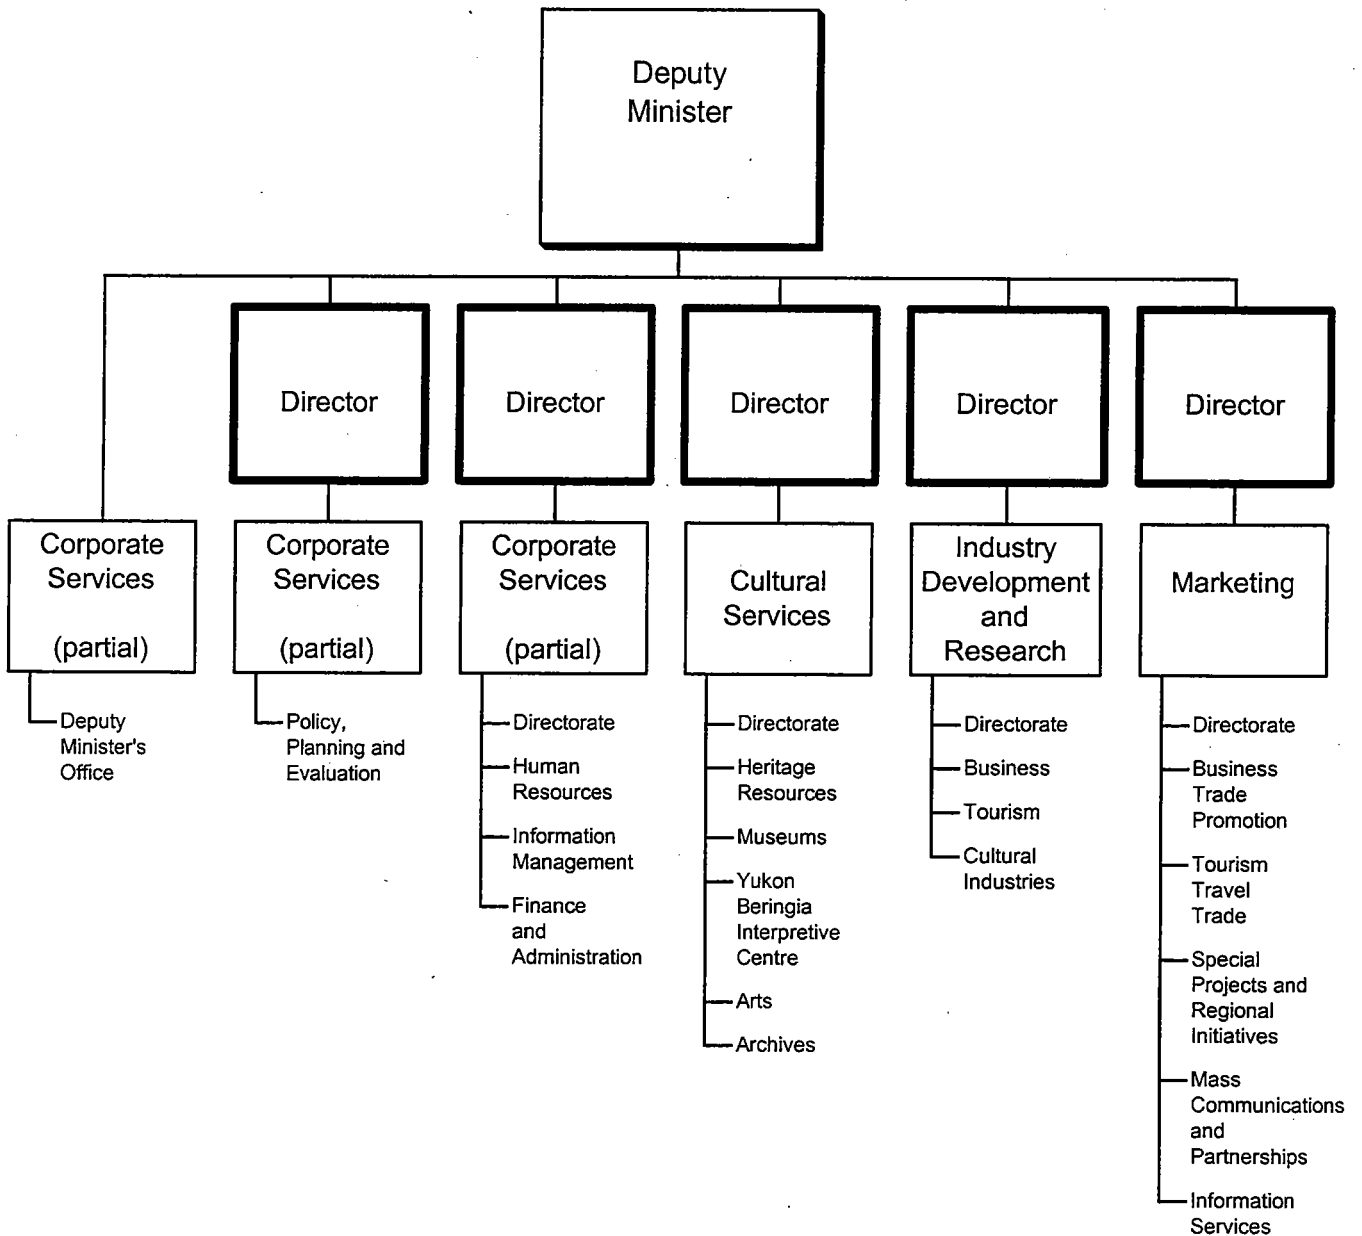 Deputy
Minister
Director
Director
Director
Director
Director
Corporate
Services
(partial)
Corporate
Services
(partial)
Corporate
Services
(partial)
Cultural
Services
Industry
Development
and
Research
Marketing
Deputy
Minister's
Office
Policy,
Planning and
Evaluation
Directorate
Human
Resources
Information
Management
Finance
and
Administration
Directorate
Heritage
Resources
Museums
Yukon
Beringia
Interpretive
Centre
Arts
Archives
Directorate
Business
Tourism
Cultural
Industries
Directorate
Business
Trade
Promotion
Tourism
Travel
Trade
Special
Projects and
Regional
Initiatives
Mass
Communications
and
Partnerships
Information
Services